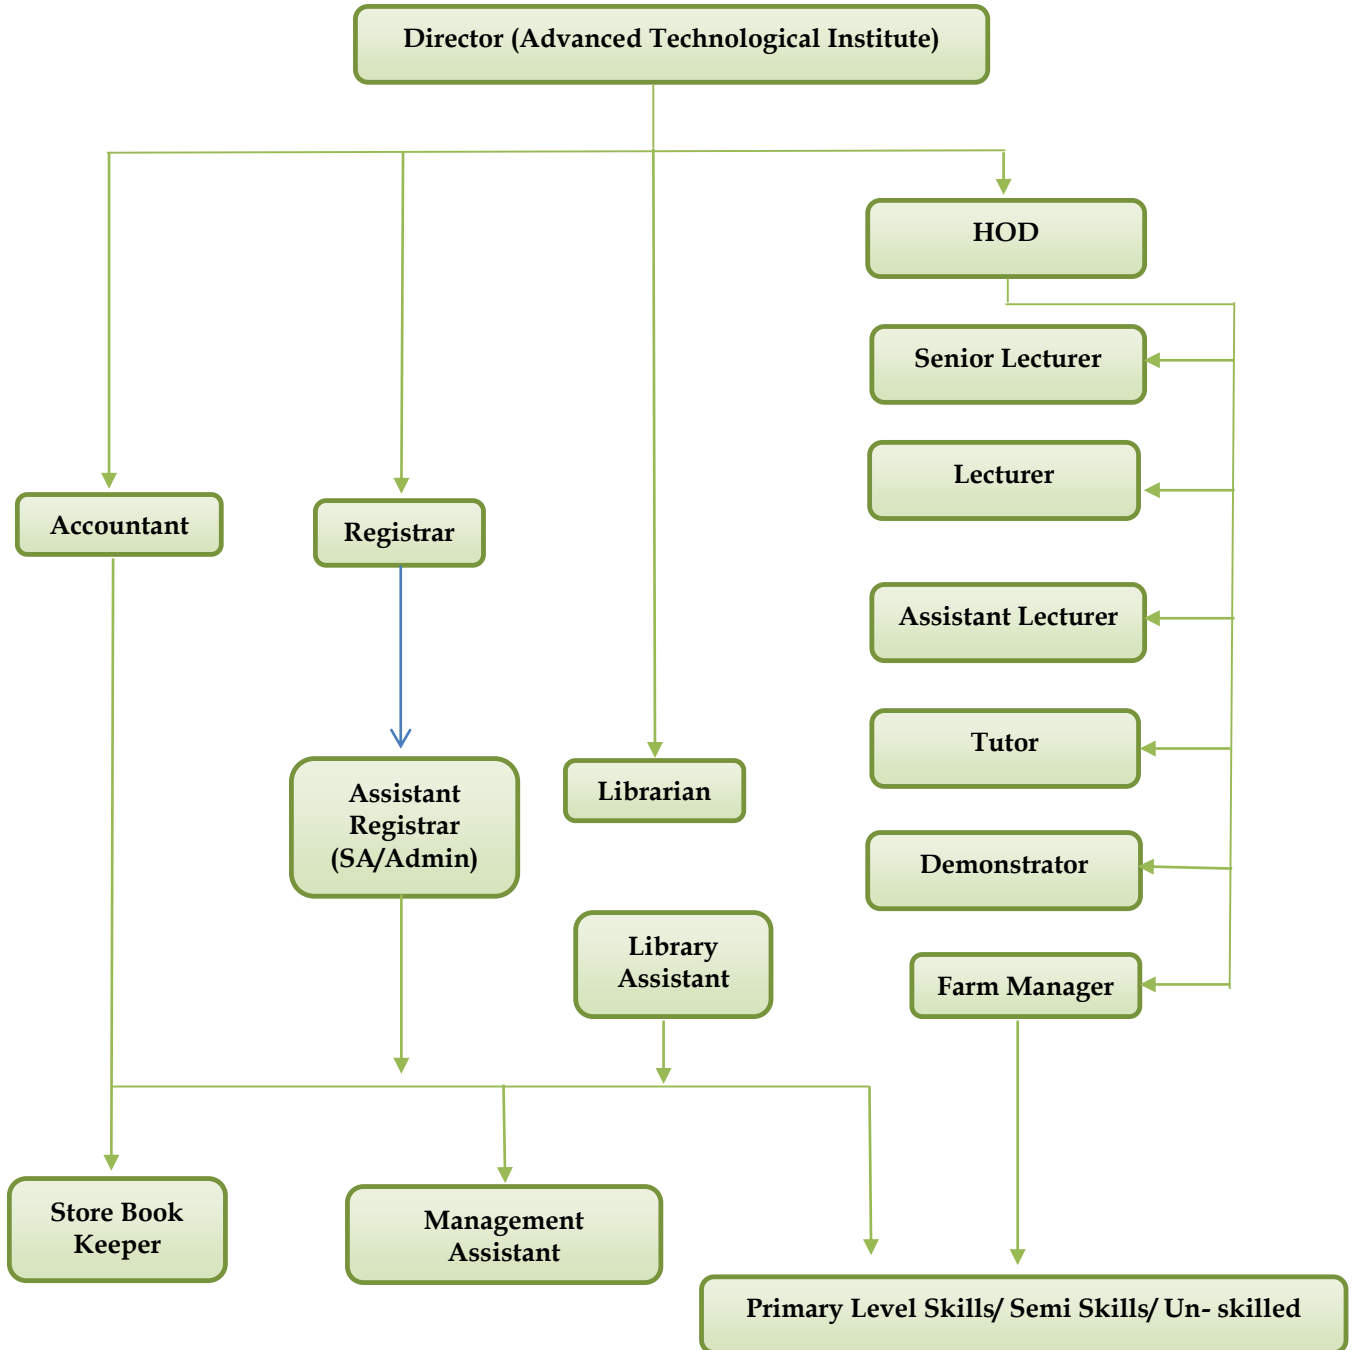 Director (Advanced Technological Institute)
HOD
Senior Lecturer
Lecturer
Accountant
Registrar
Assistant Lecturer
Tutor
Assistant
Registrar
(SA/Admin)
Librarian
Demonstrator
Library
Assistant
Farm Manager
Store Book
Keeper
Management
Assistant
Primary Level Skills/ Semi Skills/ Un- skilled